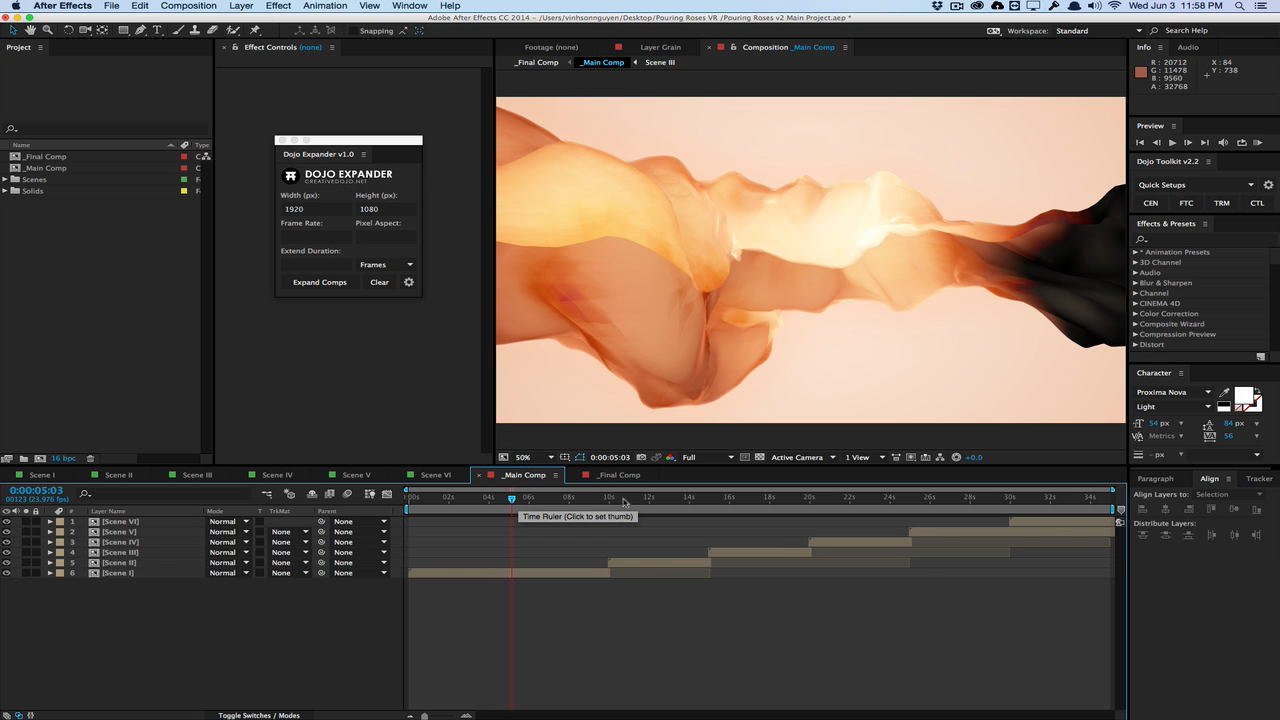 After Effects File Edit Composition Layer Effect Animation View Window Help Wed Jun 3 11:58 PM
Adobe After Effects CC 2014 - /Users/vinhsonnguyen/Desktop/Pouring Roses VR /Pouring Roses v2 Main Project.aep *
Snapping Workspace: Standard Search Help
Project
Name
_Final Comp
_Main Comp
Scenes
Solids
16 bpc
Effect Controls (none)
Dojo Expander v1.0
DOJO EXPANDER
CREATIVEDOJO.NET
Width (px): Height (px):
1920 1080
Frame Rate: Pixel Aspect:
Extend Duration:
Frames
Expand Comps Clear
Footage (none) Layer Grain Composition _Main Comp
_Final Comp _Main Comp Scene III
50% 0:00:05:03 Full Active Camera 1 View +0.0
Info Audio
R : 20712 X : 84
G : 11478 Y : 738
B : 9560
A : 32768
Preview
Dojo Toolkit v2.2
Quick Setups
CEN FTC TRM CTL
Effects & Presets
* Animation Presets
3D Channel
Audio
Blur & Sharpen
Channel
CINEMA 4D
Color Correction
Composite Wizard
Compression Preview
Distort
Character
Proxima Nova
Light
54 px 84 px
Metrics 56
- px
Scene I Scene II Scene III Scene IV Scene V Scene VI _Main Comp _Final Comp
0:00:05:03
00123 (23.976 fps)
:00s 02s 04s 06s 08s 10s 12s 14s 16s 18s 20s 22s 24s 26s 28s 30s 32s 34s
Time Ruler (Click to set thumb)
# Layer Name Mode T TrkMat Parent
1 [Scene VI] Normal None
2 [Scene V] Normal None None
3 [Scene IV] Normal None None
4 [Scene III] Normal None None
5 [Scene II] Normal None None
6 [Scene I] Normal None None
Toggle Switches / Modes
Paragraph Align Tracker
Align Layers to: Selection
Distribute Layers: